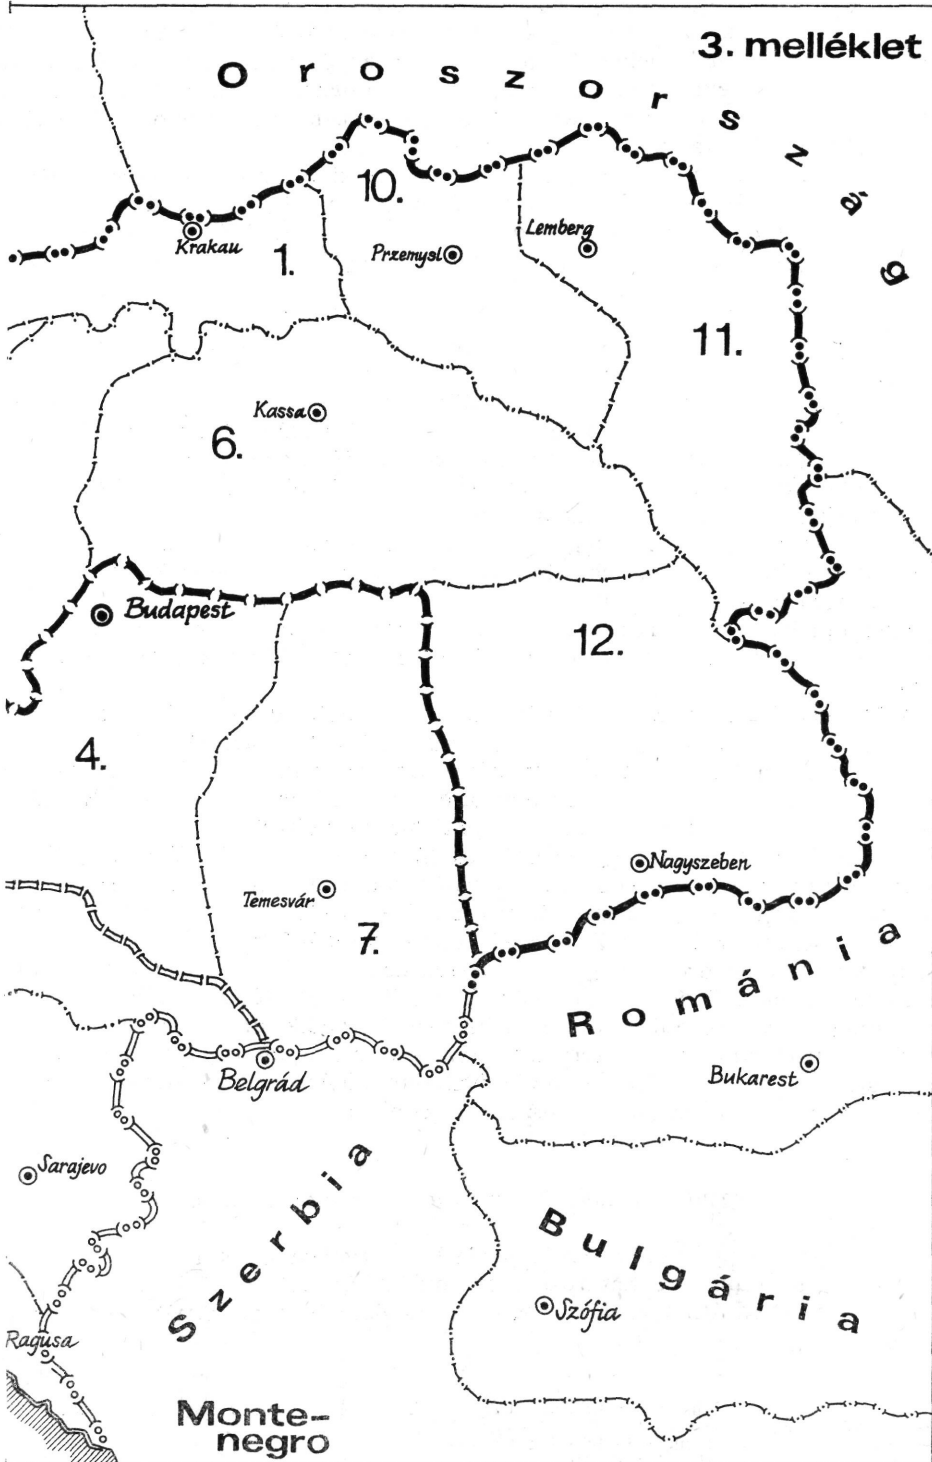 3. melléklet
Oroszország
10.
Krakau
1.
Przemysl
Lemberg
11.
Kassa
6.
Budapest
12.
4.
Nagyszeben
Temesvár
7.
Románia
Belgrád
Bukarest
Sarajevo
Szerbia
Bulgária
Szófia
Ragusa
Monte-
negro